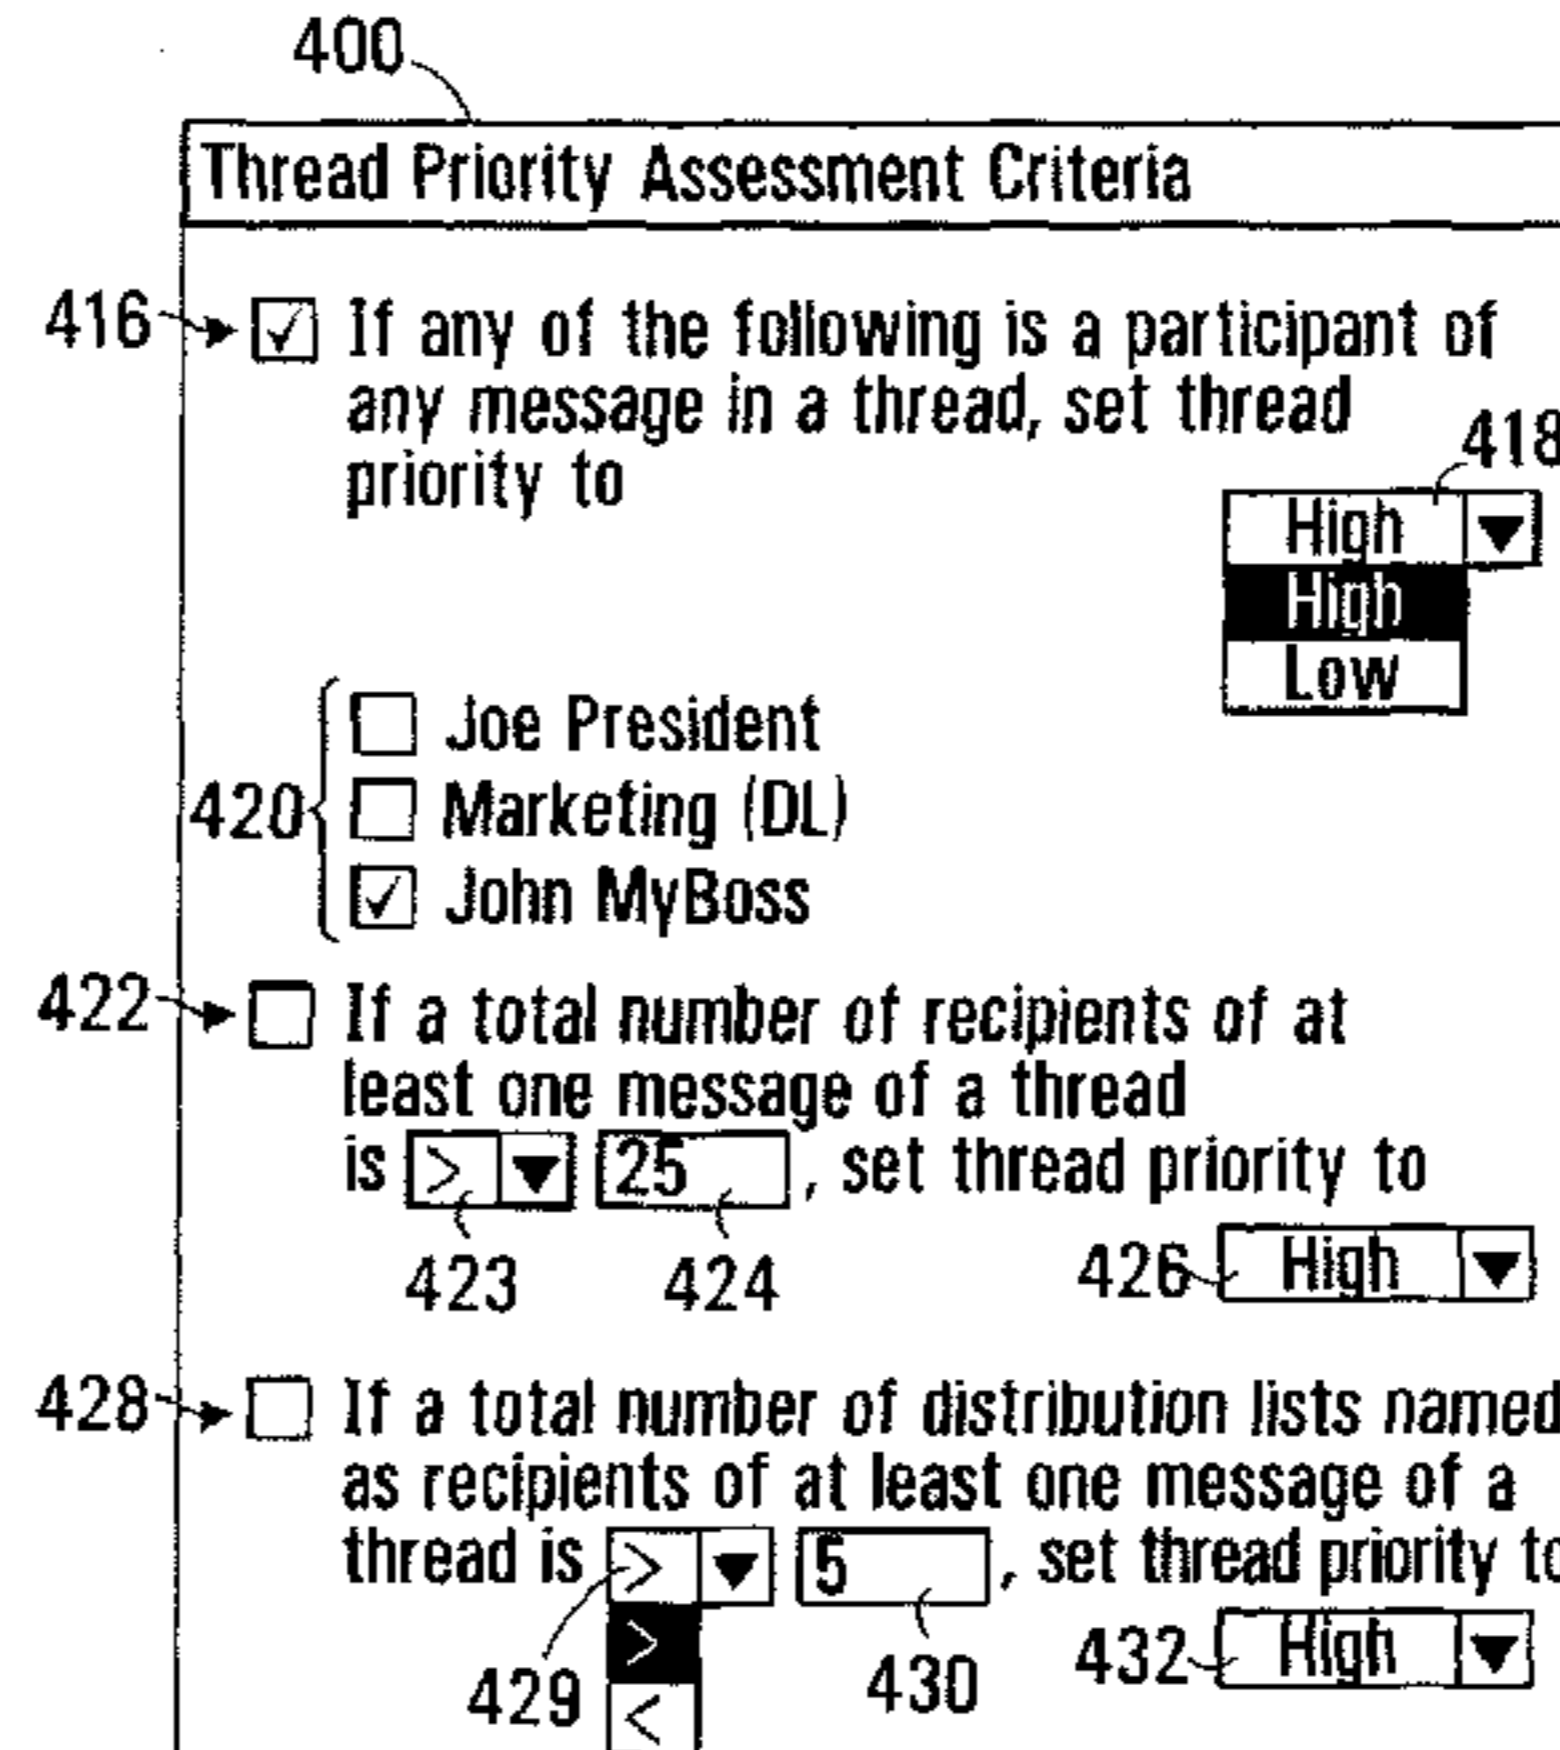 400
Thread Priority Assessment Criteria
416 If any of the following is a participant of
any message in a thread, set thread
priority to
418
High
High
Low
Joe President
420 Marketing (DL)
John MyBoss
422 If a total number of recipients of at
least one message of a thread
is > 25 , set thread priority to
423 424 426 High
428 If a total number of distribution lists named
as recipients of at least one message of a
thread is > 5 , set thread priority to
> 432 High
429 < 430